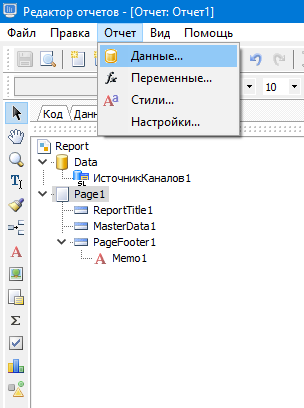 Редактор отчетов - [Отчет: Отчет1]
Файл Правка Отчет Вид Помощь
Данные...
Переменные...
Стили...
Настройки...
10
Код
Report
Data
ИсточникКаналов1
Page1
ReportTitle1
MasterData1
PageFooter1
Memo1